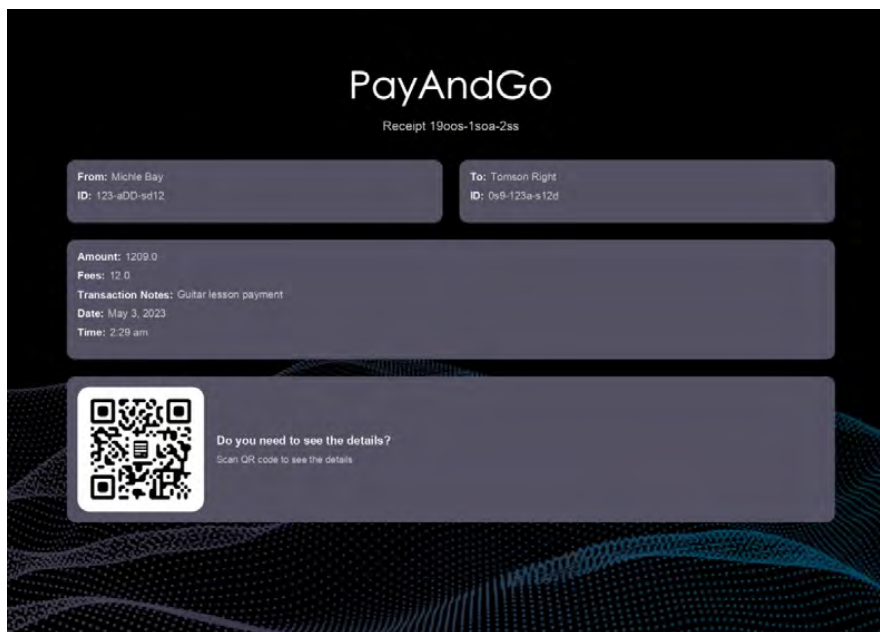 PayAndGo
Receipt 19oos-1soa-2ss
From: Michle Bay
ID: 123-aDD-sd12
To: Tomson Right
ID: 0s9-123a-s12d
Amount: 1209.0
Fees: 12.0
Transaction Notes: Guitar lesson payment
Date: May 3, 2023
Time: 2:29 am
Do you need to see the details?
Scan QR code to see the details